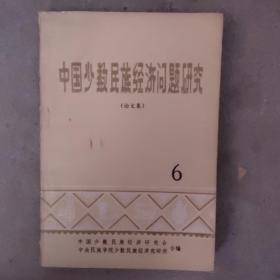 中国少数民族经济问题研究
（论文集）
6
中国少数民族经济研究会
中央民族学院少数民族经济研究所 合编